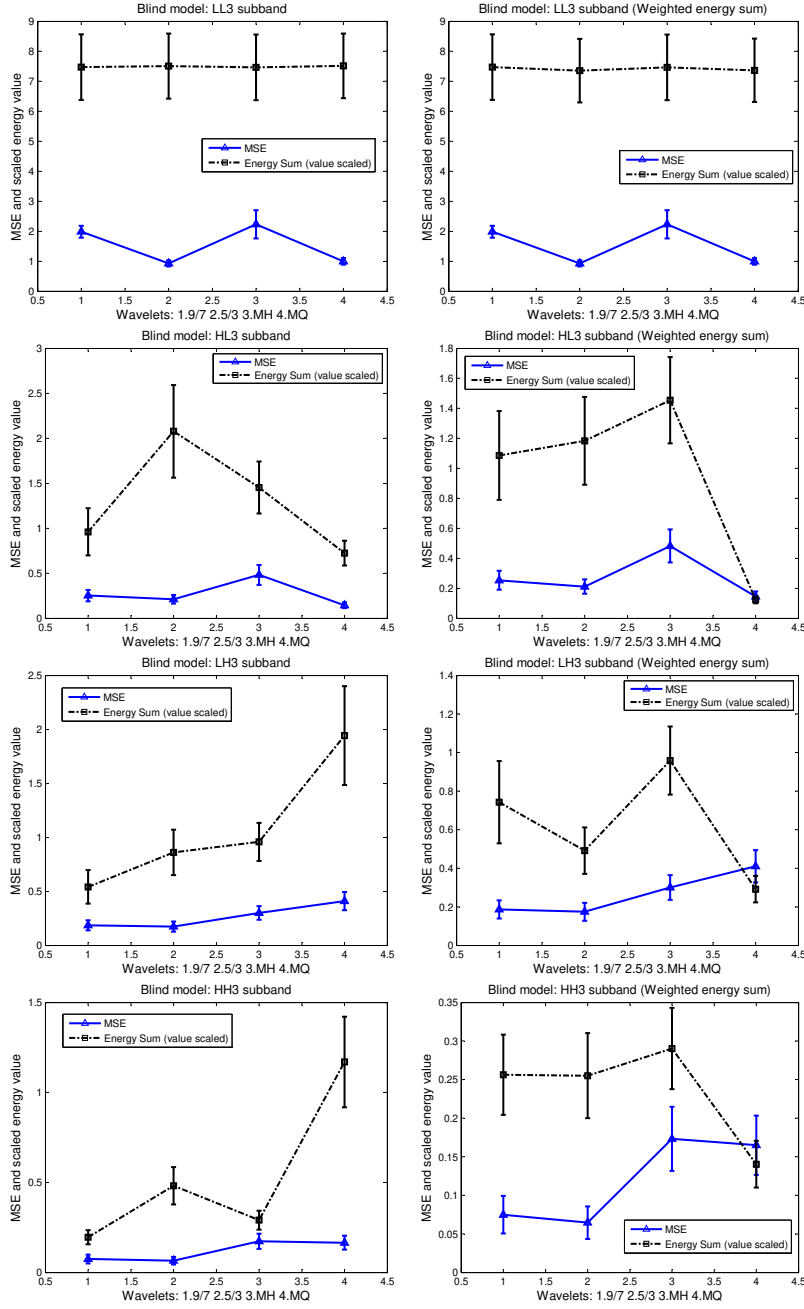 Blind model: LL3 subband
9
8
7
6
5
4
3
2
1
0
MSE and scaled energy value
MSE
Energy Sum (value scaled)
0.5 1 1.5 2 2.5 3 3.5 4 4.5
Wavelets: 1.9/7 2.5/3 3.MH 4.MQ
Blind model: LL3 subband (Weighted energy sum)
9
8
7
6
5
4
3
2
1
0
MSE and scaled energy value
MSE
Energy Sum (value scaled)
0.5 1 1.5 2 2.5 3 3.5 4 4.5
Wavelets: 1.9/7 2.5/3 3.MH 4.MQ
Blind model: HL3 subband
3
2.5
2
1.5
1
0.5
0
MSE and scaled energy value
MSE
Energy Sum (value scaled)
0.5 1 1.5 2 2.5 3 3.5 4 4.5
Wavelets: 1.9/7 2.5/3 3.MH 4.MQ
Blind model: HL3 subband (Weighted energy sum)
1.8
1.6
1.4
1.2
1
0.8
0.6
0.4
0.2
0
MSE and scaled energy value
MSE
Energy Sum (value scaled)
0.5 1 1.5 2 2.5 3 3.5 4 4.5
Wavelets: 1.9/7 2.5/3 3.MH 4.MQ
Blind model: LH3 subband
2.5
2
1.5
1
0.5
0
MSE and scaled energy value
MSE
Energy Sum (value scaled)
0.5 1 1.5 2 2.5 3 3.5 4 4.5
Wavelets: 1.9/7 2.5/3 3.MH 4.MQ
Blind model: LH3 subband (Weighted energy sum)
1.4
1.2
1
0.8
0.6
0.4
0.2
0
MSE and scaled energy value
MSE
Energy Sum (value scaled)
0.5 1 1.5 2 2.5 3 3.5 4 4.5
Wavelets: 1.9/7 2.5/3 3.MH 4.MQ
Blind model: HH3 subband
1.5
1
0.5
0
MSE and scaled energy value
MSE
Energy Sum (value scaled)
0.5 1 1.5 2 2.5 3 3.5 4 4.5
Wavelets: 1.9/7 2.5/3 3.MH 4.MQ
Blind model: HH3 subband (Weighted energy sum)
0.35
0.3
0.25
0.2
0.15
0.1
0.05
0
MSE and scaled energy value
MSE
Energy Sum (value scaled)
0.5 1 1.5 2 2.5 3 3.5 4 4.5
Wavelets: 1.9/7 2.5/3 3.MH 4.MQ